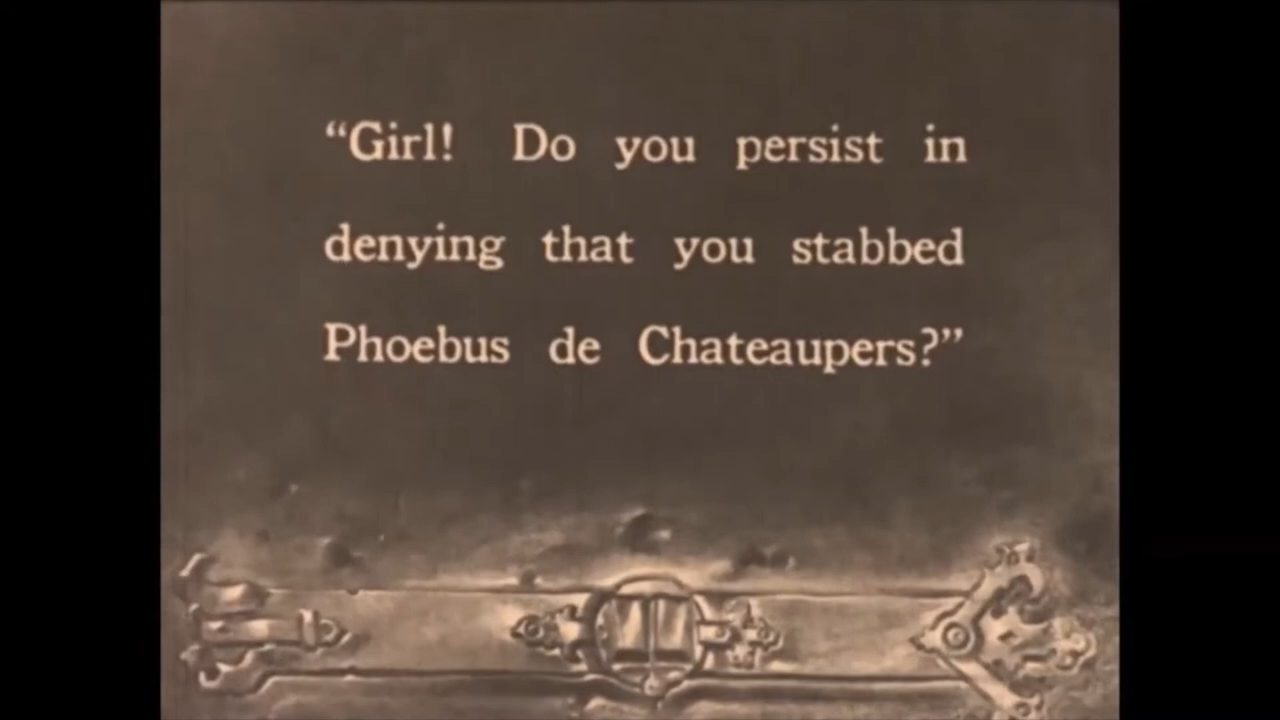 “Girl! Do you persist in
denying that you stabbed
Phoebus de Chateaupers?”